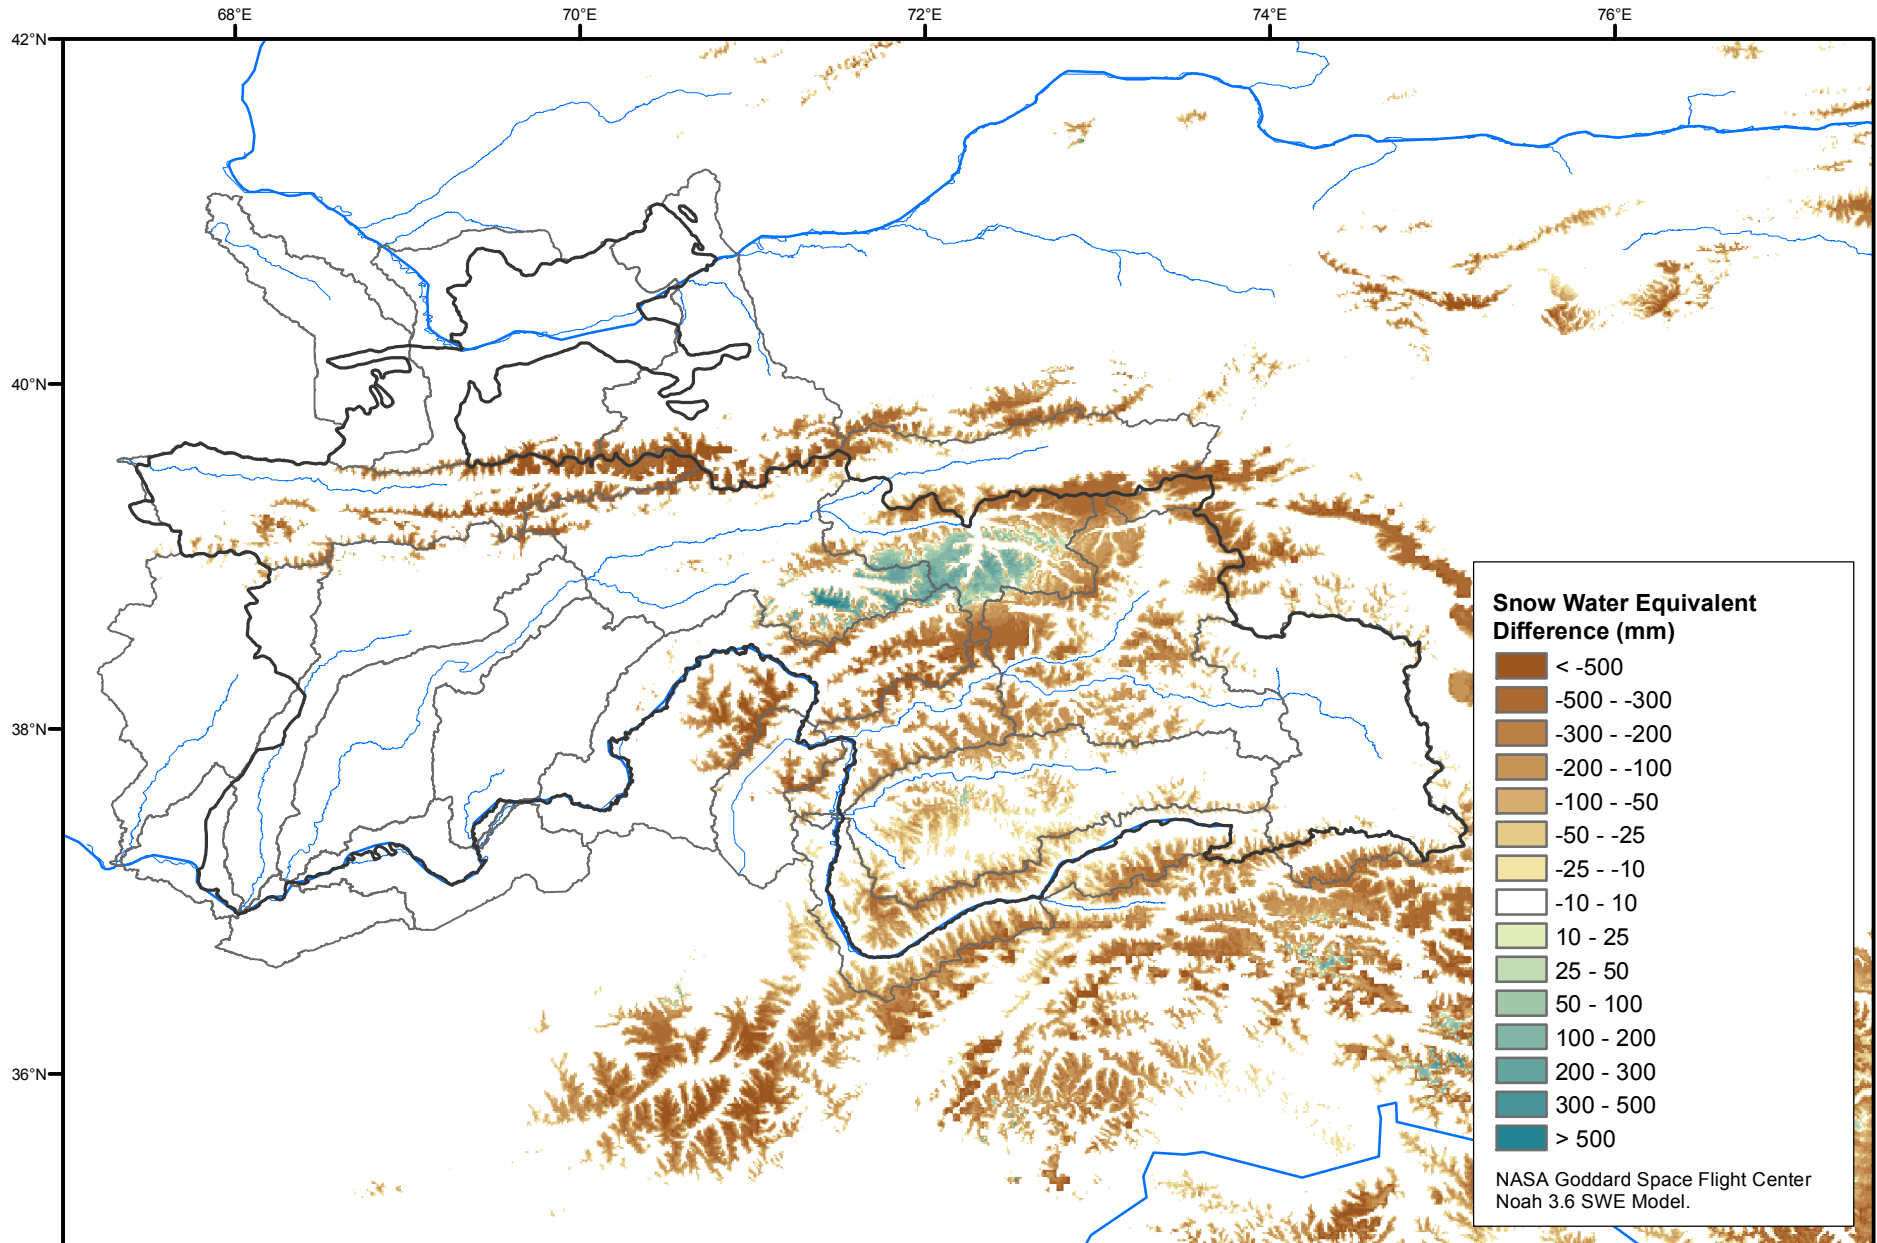 68°E
70°E
72°E
74°E
76°E
42°N
40°N
38°N
36°N
Snow Water Equivalent
Difference (mm)
< -500
-500 - -300
-300 - -200
-200 - -100
-100 - -50
-50 - -25
-25 - -10
-10 - 10
10 - 25
25 - 50
50 - 100
100 - 200
200 - 300
300 - 500
> 500
NASA Goddard Space Flight Center
Noah 3.6 SWE Model.